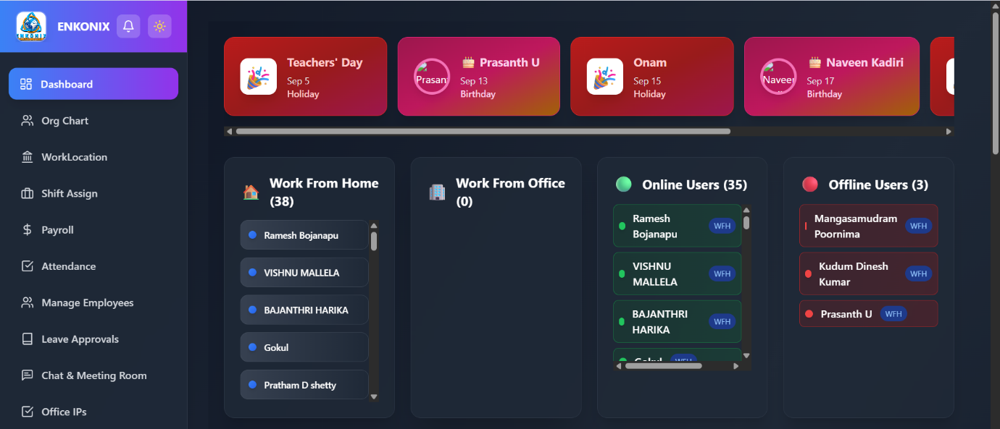 ENKONIX
ENKONIX
Dashboard
Org Chart
WorkLocation
Shift Assign
Payroll
Attendance
Manage Employees
Leave Approvals
Chat & Meeting Room
Office IPs
Teachers' Day
Sep 5
Holiday
Prasant
Prasanth U
Sep 13
Birthday
Onam
Sep 15
Holiday
Naveen
Naveen Kadiri
Sep 17
Birthday
Work From Home
(38)
Ramesh Bojanapu
VISHNU MALLELA
BAJANTHRI HARIKA
Gokul
Pratham D shetty
Work From Office
(0)
Online Users (35)
Ramesh
Bojanapu
WFH
VISHNU
MALLELA
WFH
BAJANTHRI
HARIKA
WFH
Gokul WFH
Offline Users (3)
Mangasamudram
Poornima
WFH
Kudum Dinesh
Kumar
WFH
Prasanth U WFH